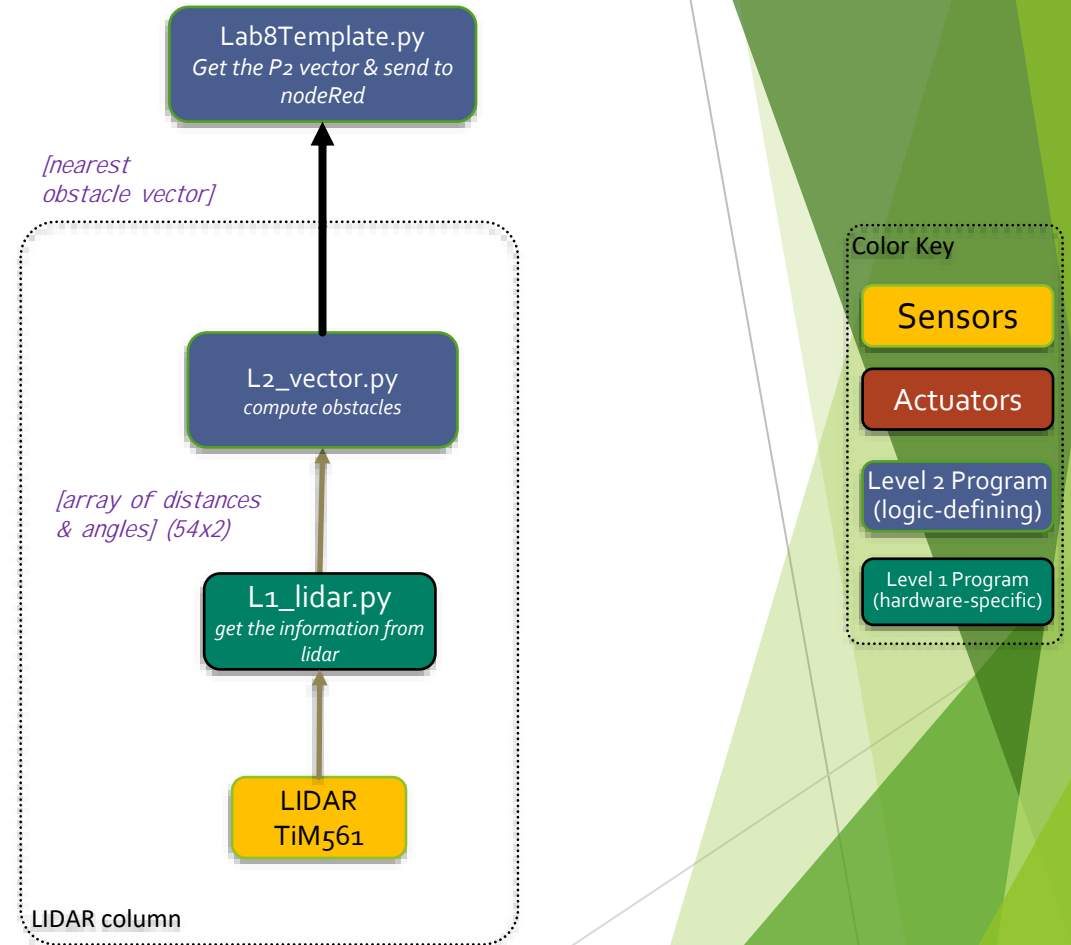 Lab8Template.py
Get the P2 vector & send to
nodeRed
[nearest
obstacle vector]
L2_vector.py
compute obstacles
[array of distances
& angles] (54x2)
L1_lidar.py
get the information from
lidar
LIDAR
TiM561
LIDAR column
Color Key
Sensors
Actuators
Level 2 Program
(logic-defining)
Level 1 Program
(hardware-specific)